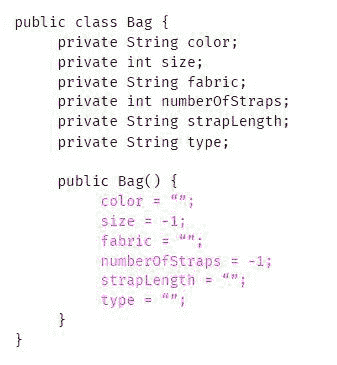 public class Bag {
private String color;
private int size;
private String fabric;
private int numberOfStraps;
private String strapLength;
private String type;
public Bag() {
color = “”;
size = -1;
fabric = “”;
numberOfStraps = -1;
strapLength = “”;
type = “”;
}
}